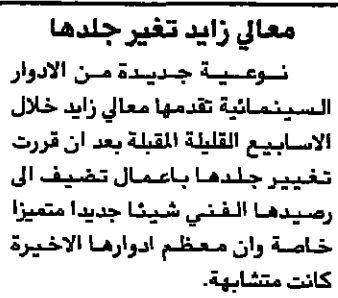 معالي زايد تغير جلدها
نوعية جديدة من الادوار
السينمائية تقدمها معالي زايد خلال
الاسابيع القليلة المقبلة بعد ان قررت
تغيير جلدها باعمال تضيف الى
رصيدها الفني شيئا جديدا متميزا
خاصة وان معظم ادوارها الاخيرة
كانت متشابهة.